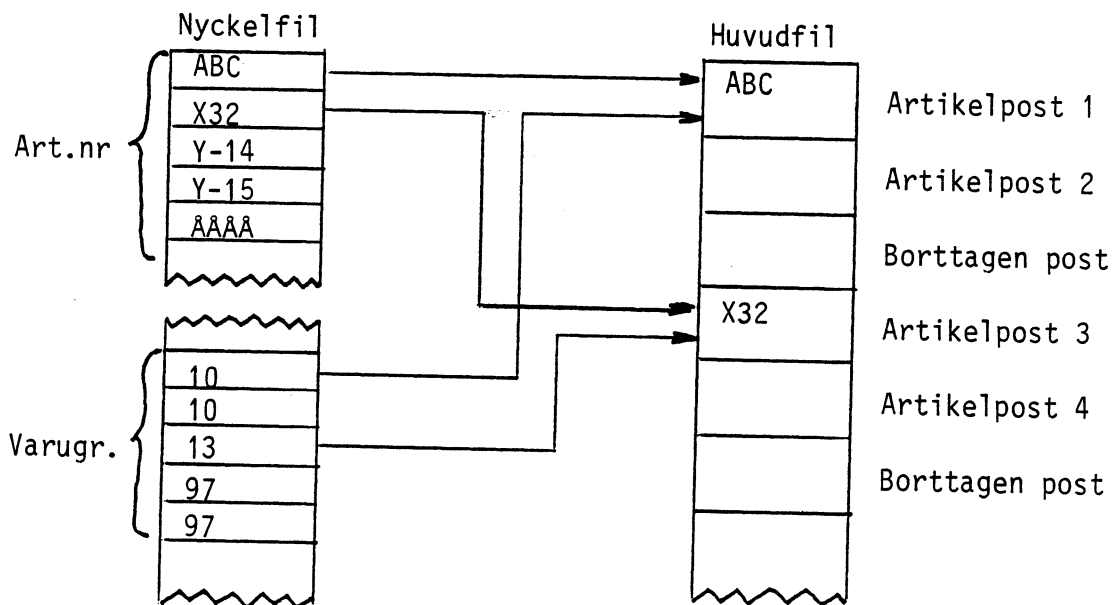 Nyckelfil
Huvudfil
Art.nr
ABC
X32
Y-14
Y-15
ÅÅÅÅ
Varugr.
10
10
13
97
97
ABC
X32
Artikelpost 1
Artikelpost 2
Borttagen post
Artikelpost 3
Artikelpost 4
Borttagen post